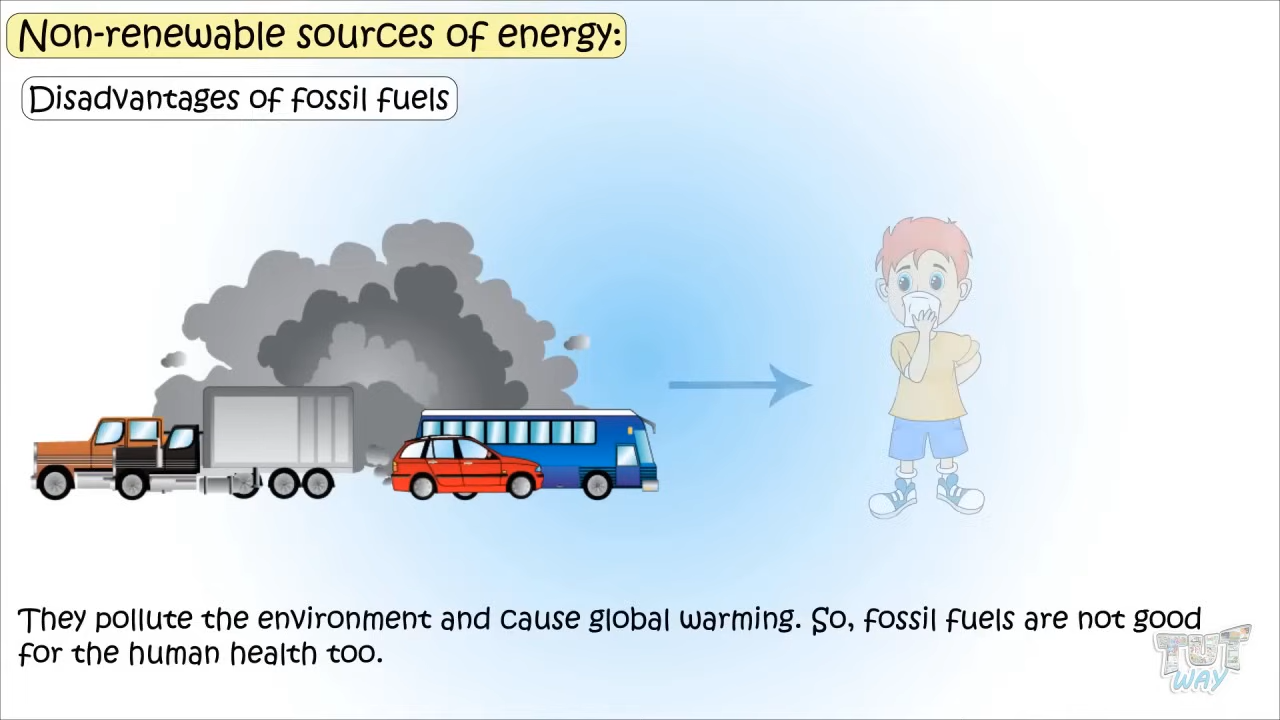 Non-renewable sources of energy:
Disadvantages of fossil fuels
They pollute the environment and cause global warming. So, fossil fuels are not good
for the human health too.
TUT
WAY